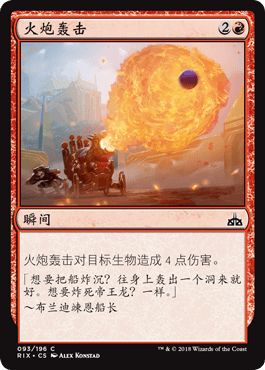 火炮轰击 2
瞬间
火炮轰击对目标生物造成4点伤害。
「想要把船炸沉?往身上轰出一个洞来就
好。想要炸死帝王龙?一样。」
~布兰迪竦恩船长
093/196 C
RIX • CS ALEX KONSTAD
™ & © 2018 Wizards of the Coast